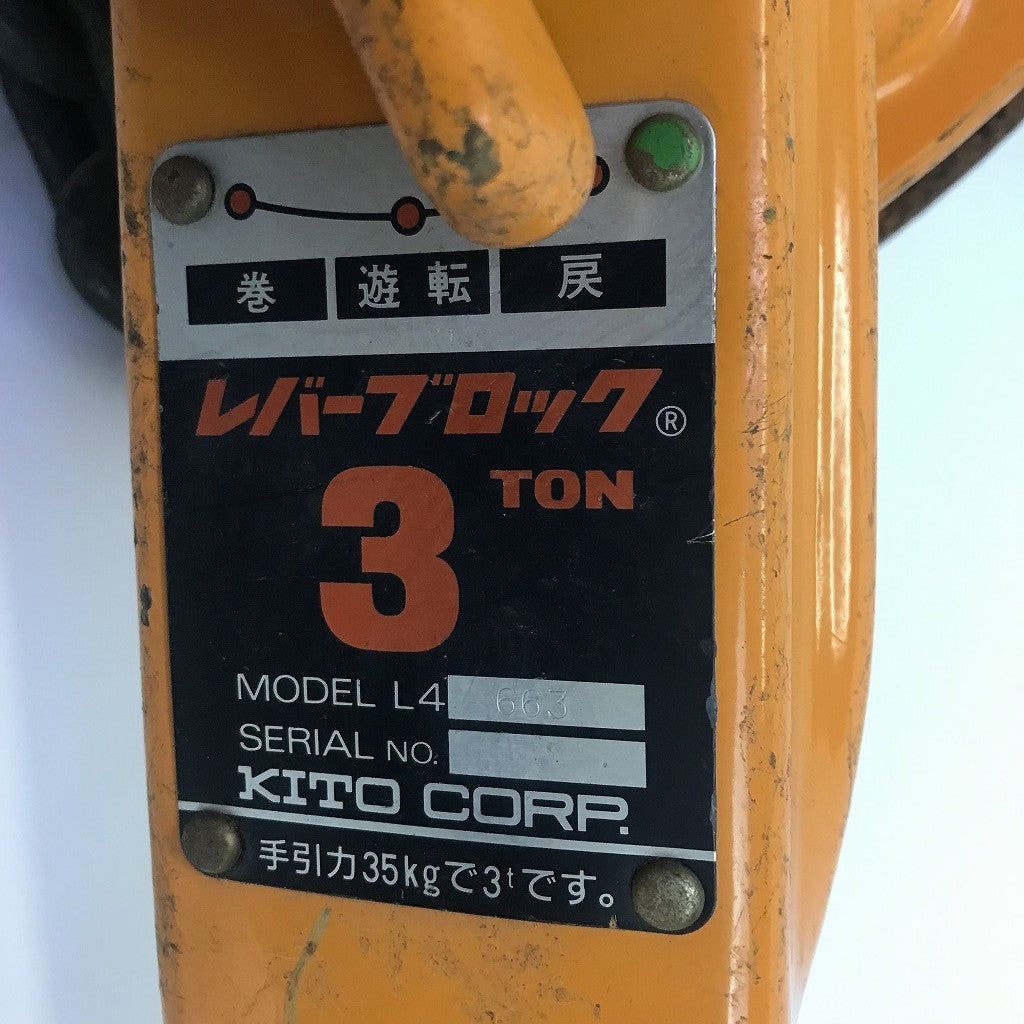 巻 遊転 戻
レバーブロック®
3 TON
MODEL L4 663
SERIAL NO.
KITO CORP.
手引力35kgで3tです。